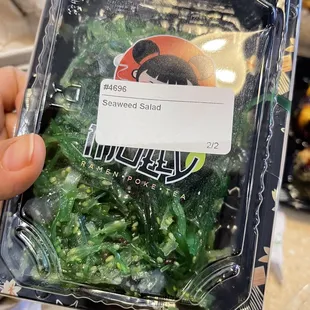 #4696
Seaweed Salad
2/2
RAMEN*POKE*TEA